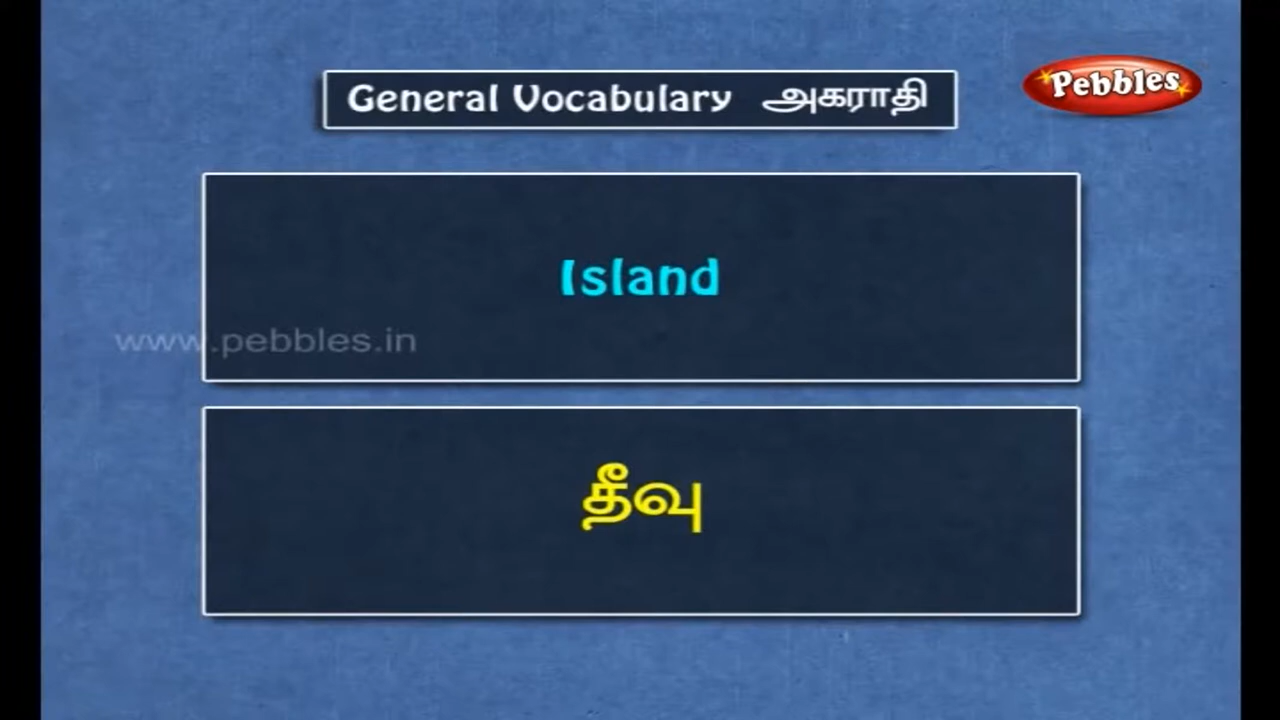 General Vocabulary அகராதி
Pebbles
Island
www.pebbles.in
தீவு